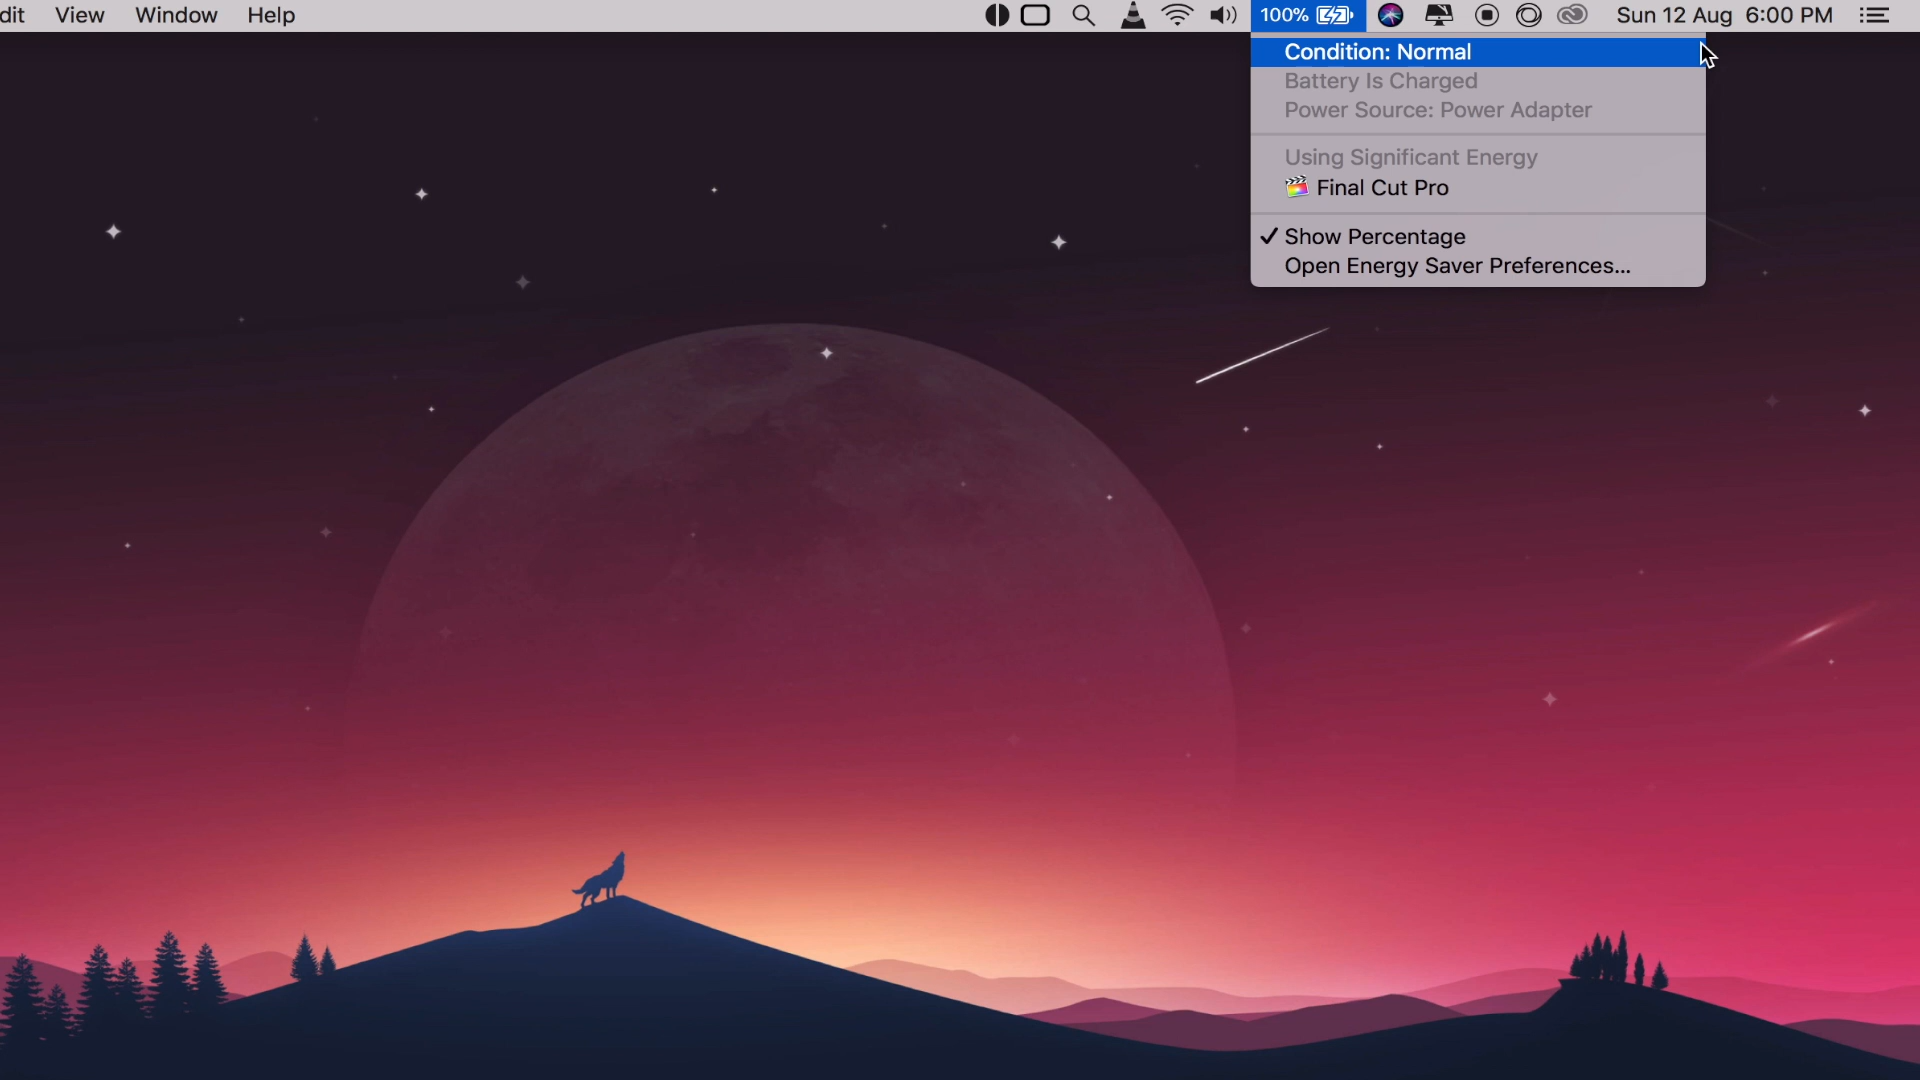 dit View Window Help 100% Sun 12 Aug 6:00 PM
Condition: Normal
Battery Is Charged
Power Source: Power Adapter
Using Significant Energy
Final Cut Pro
✓ Show Percentage
Open Energy Saver Preferences...